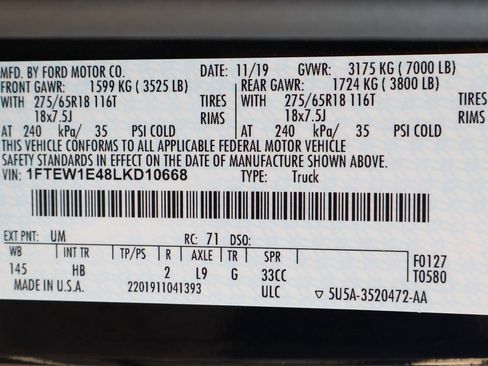 MFD. BY FORD MOTOR CO. DATE: 11/19 GVWR: 3175 KG ( 7000 LB)
FRONT GAWR: 1599 KG ( 3525 LB) REAR GAWR: 1724 KG ( 3800 LB)
WITH 275/65R18 116T TIRES WITH 275/65R18 116T TIRES
18x7.5J RIMS 18x7.5J RIMS
AT 240 kPa/ 35 PSI COLD AT 240 kPa/ 35 PSI COLD
THIS VEHICLE CONFORMS TO ALL APPLICABLE FEDERAL MOTOR VEHICLE
SAFETY STANDARDS IN EFFECT ON THE DATE OF MANUFACTURE SHOWN ABOVE.
VIN: 1FTEW1E48LKD10668 TYPE: Truck
EXT PNT: UM RC: 71 DSO:
WB INT TR TP/PS R AXLE TR SPR F0127
145 HB 2 L9 G 33CC T0580
MADE IN U.S.A. 2201911041393 ULC ▽ 5U5A-3520472-AA